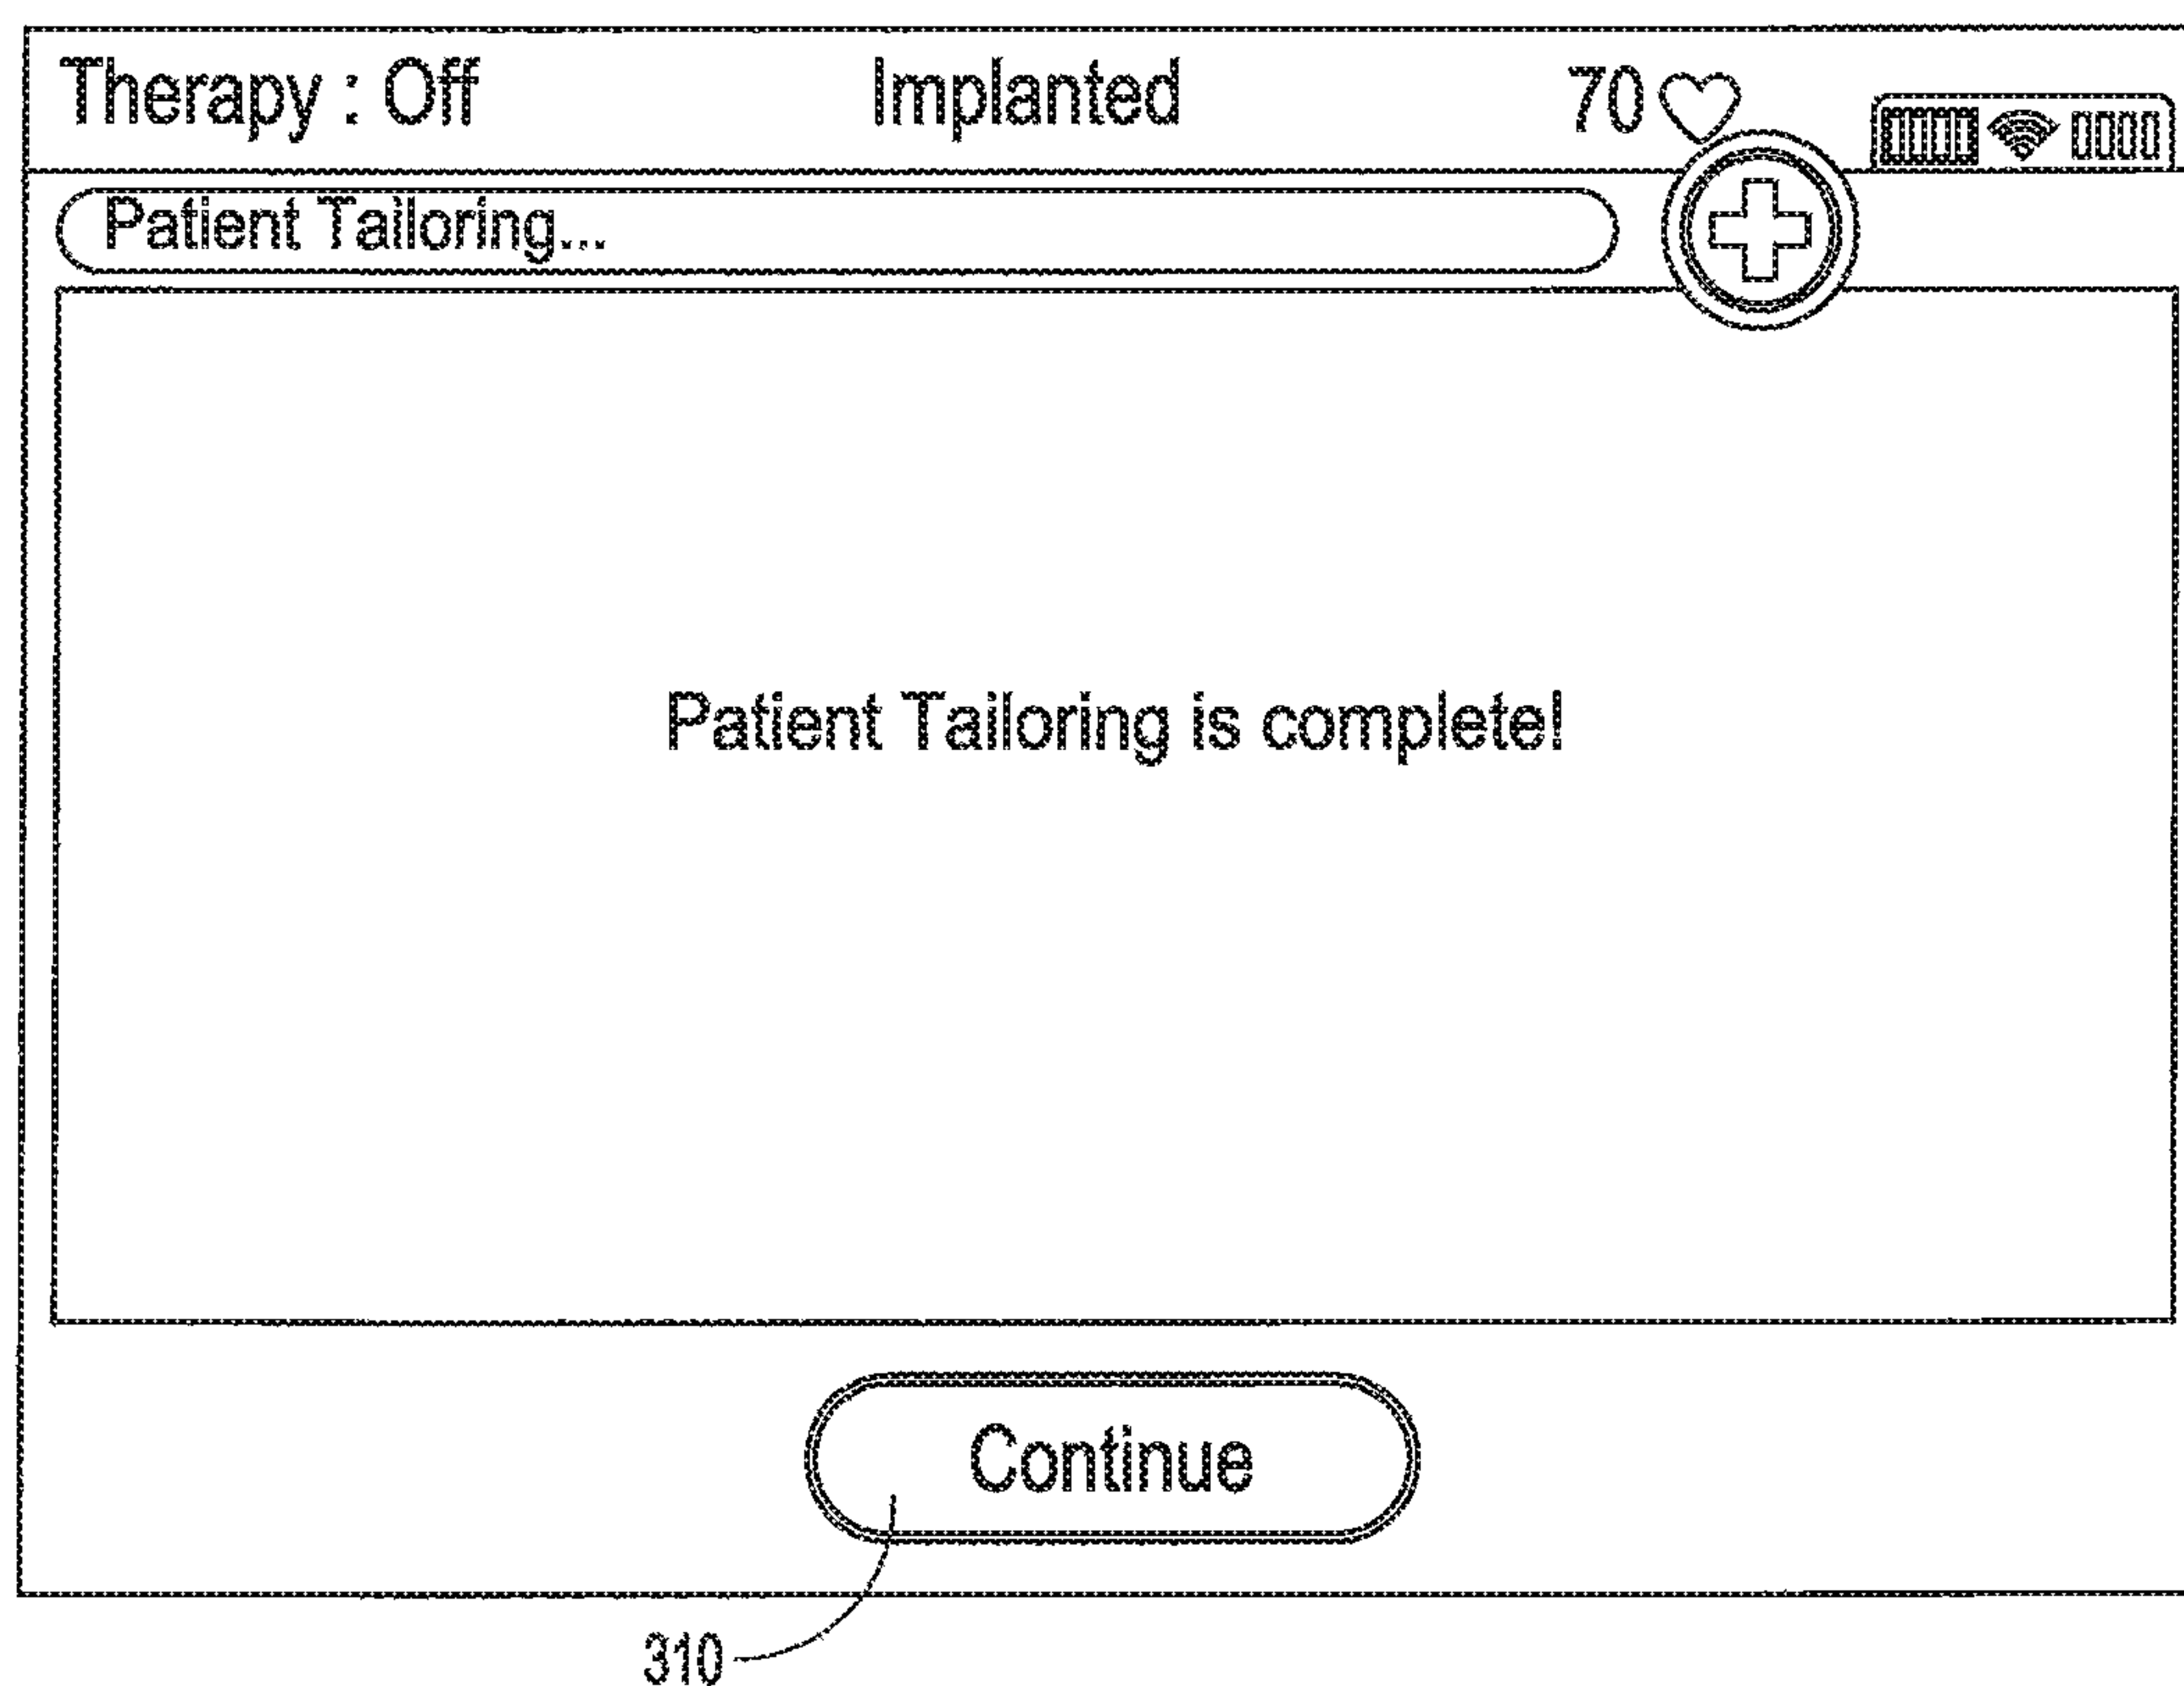 Therapy : Off Implanted 70
Patient Tailoring...
Patient Tailoring is complete!
Continue
310